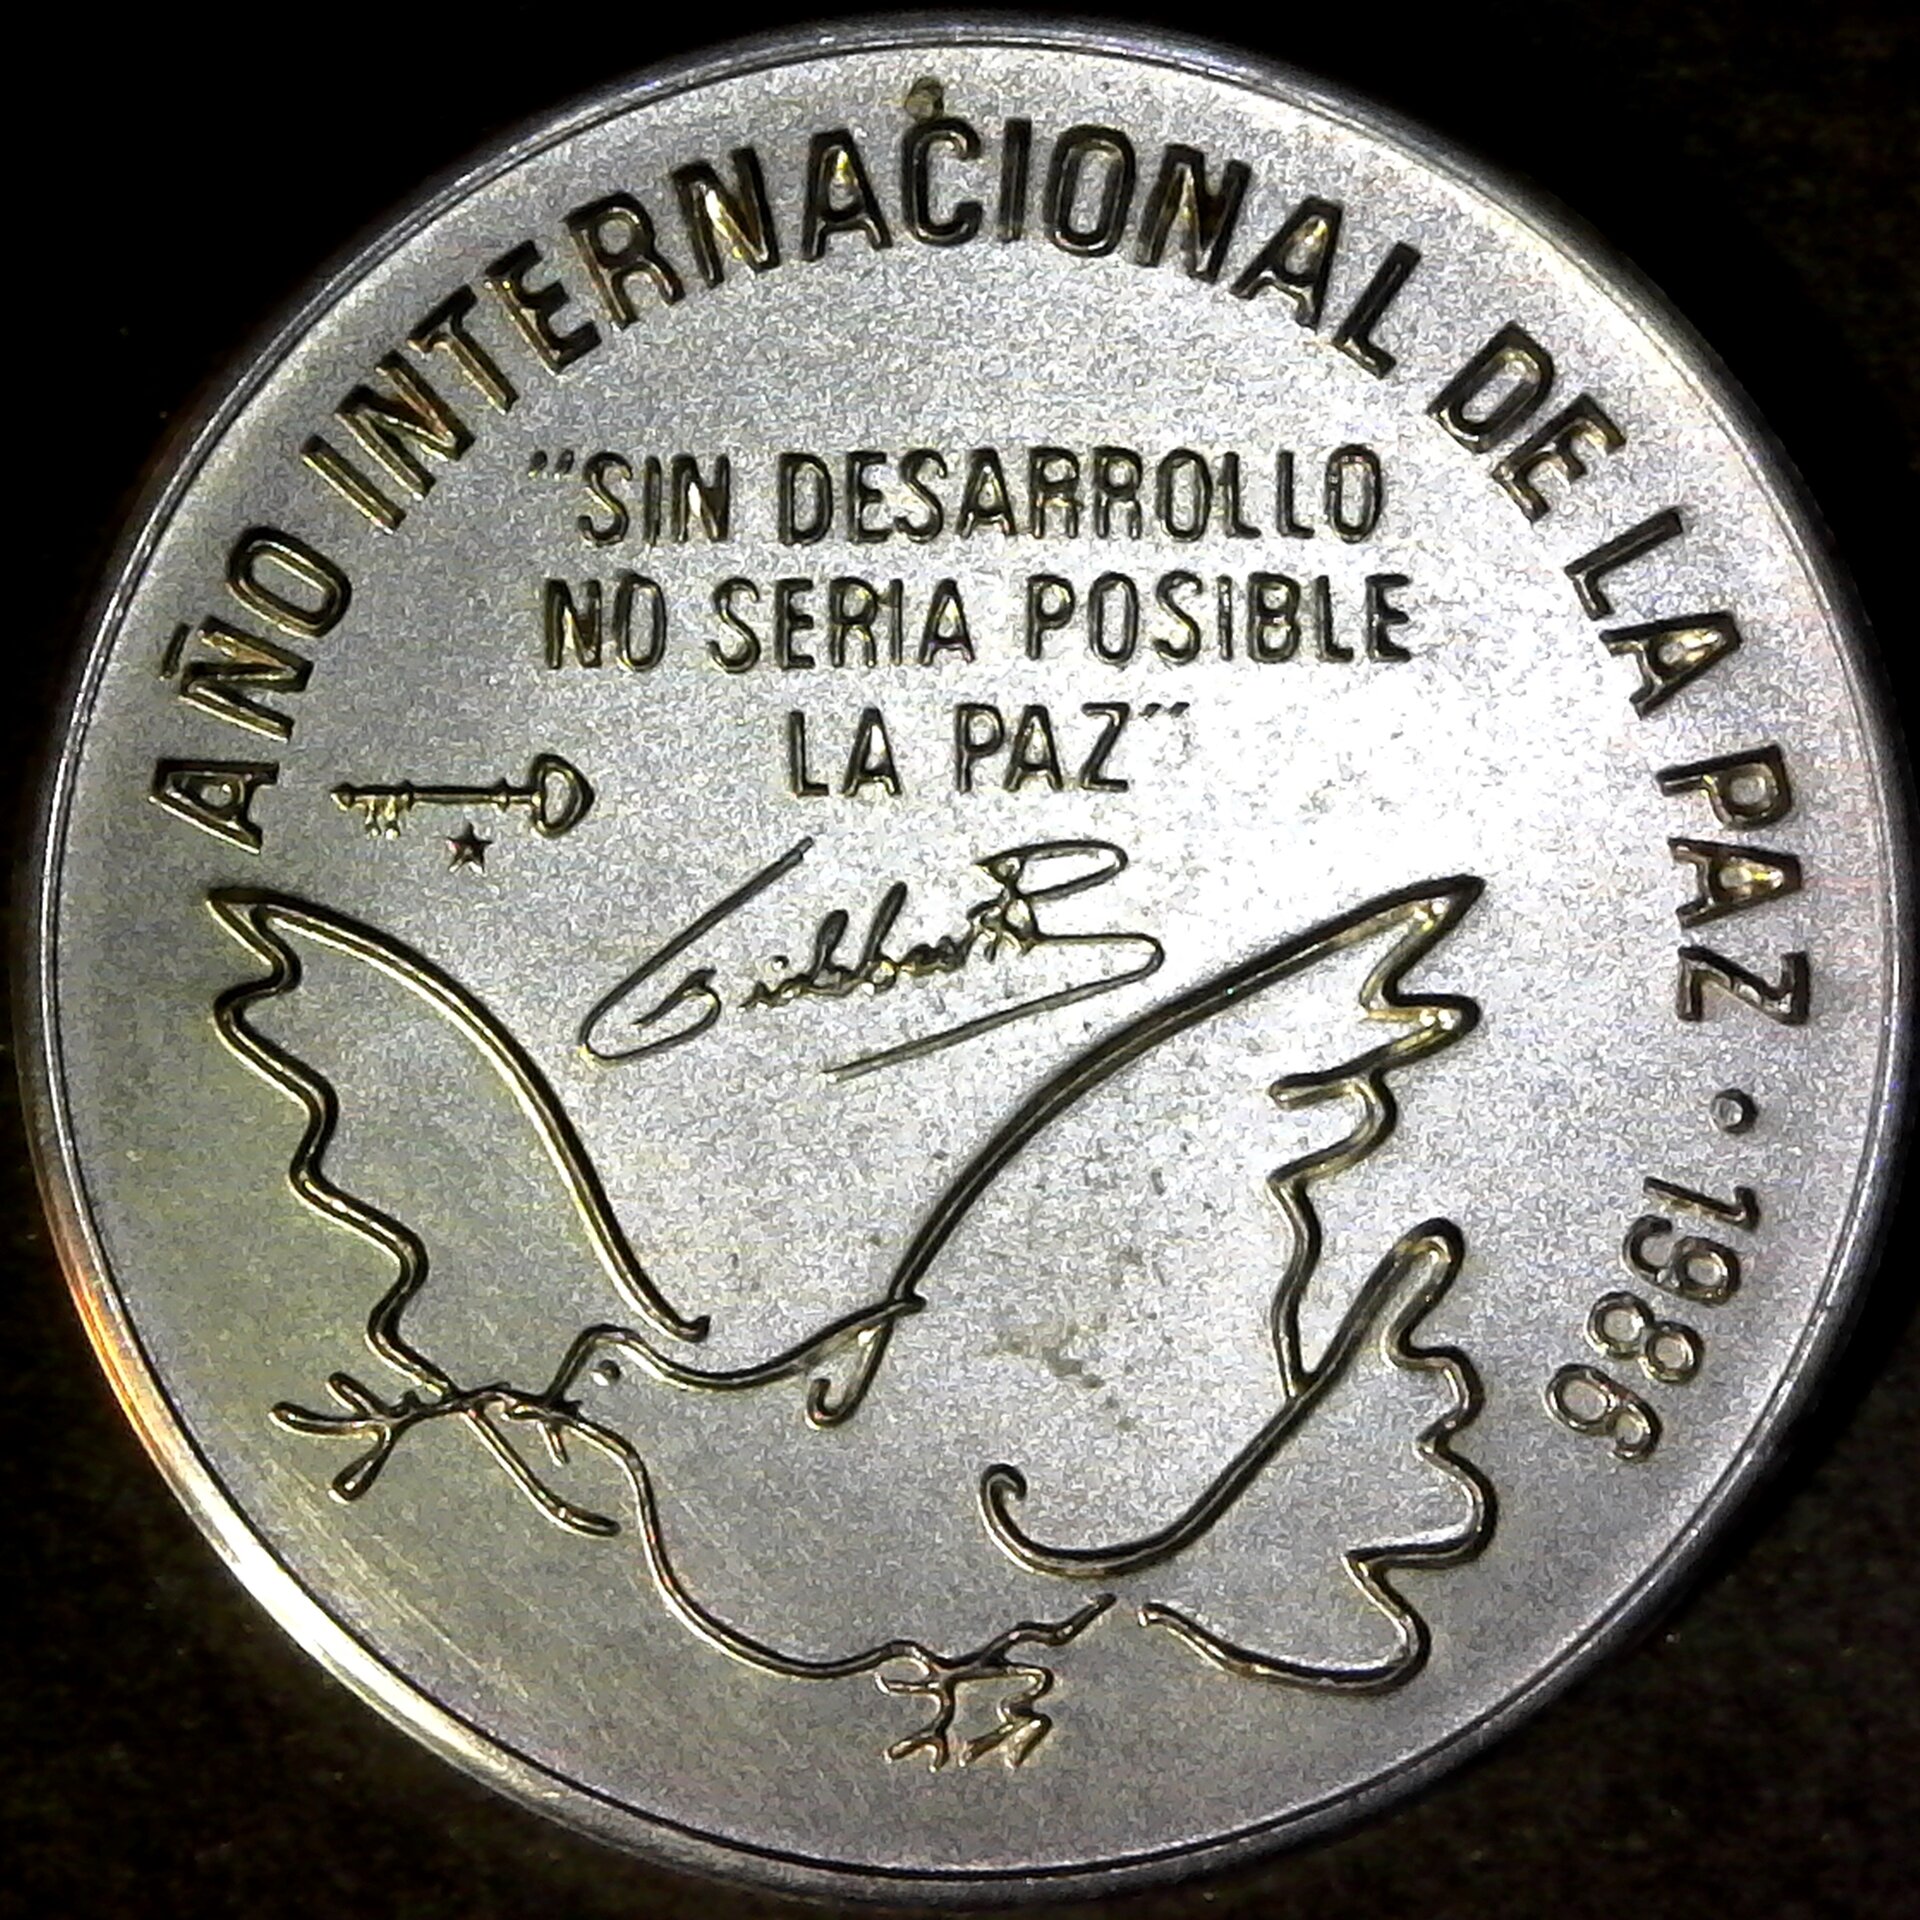 AÑO INTERNACIONAL DE LA PAZ · 1986
"SIN DESARROLLO
NO SERIA POSIBLE
LA PAZ"